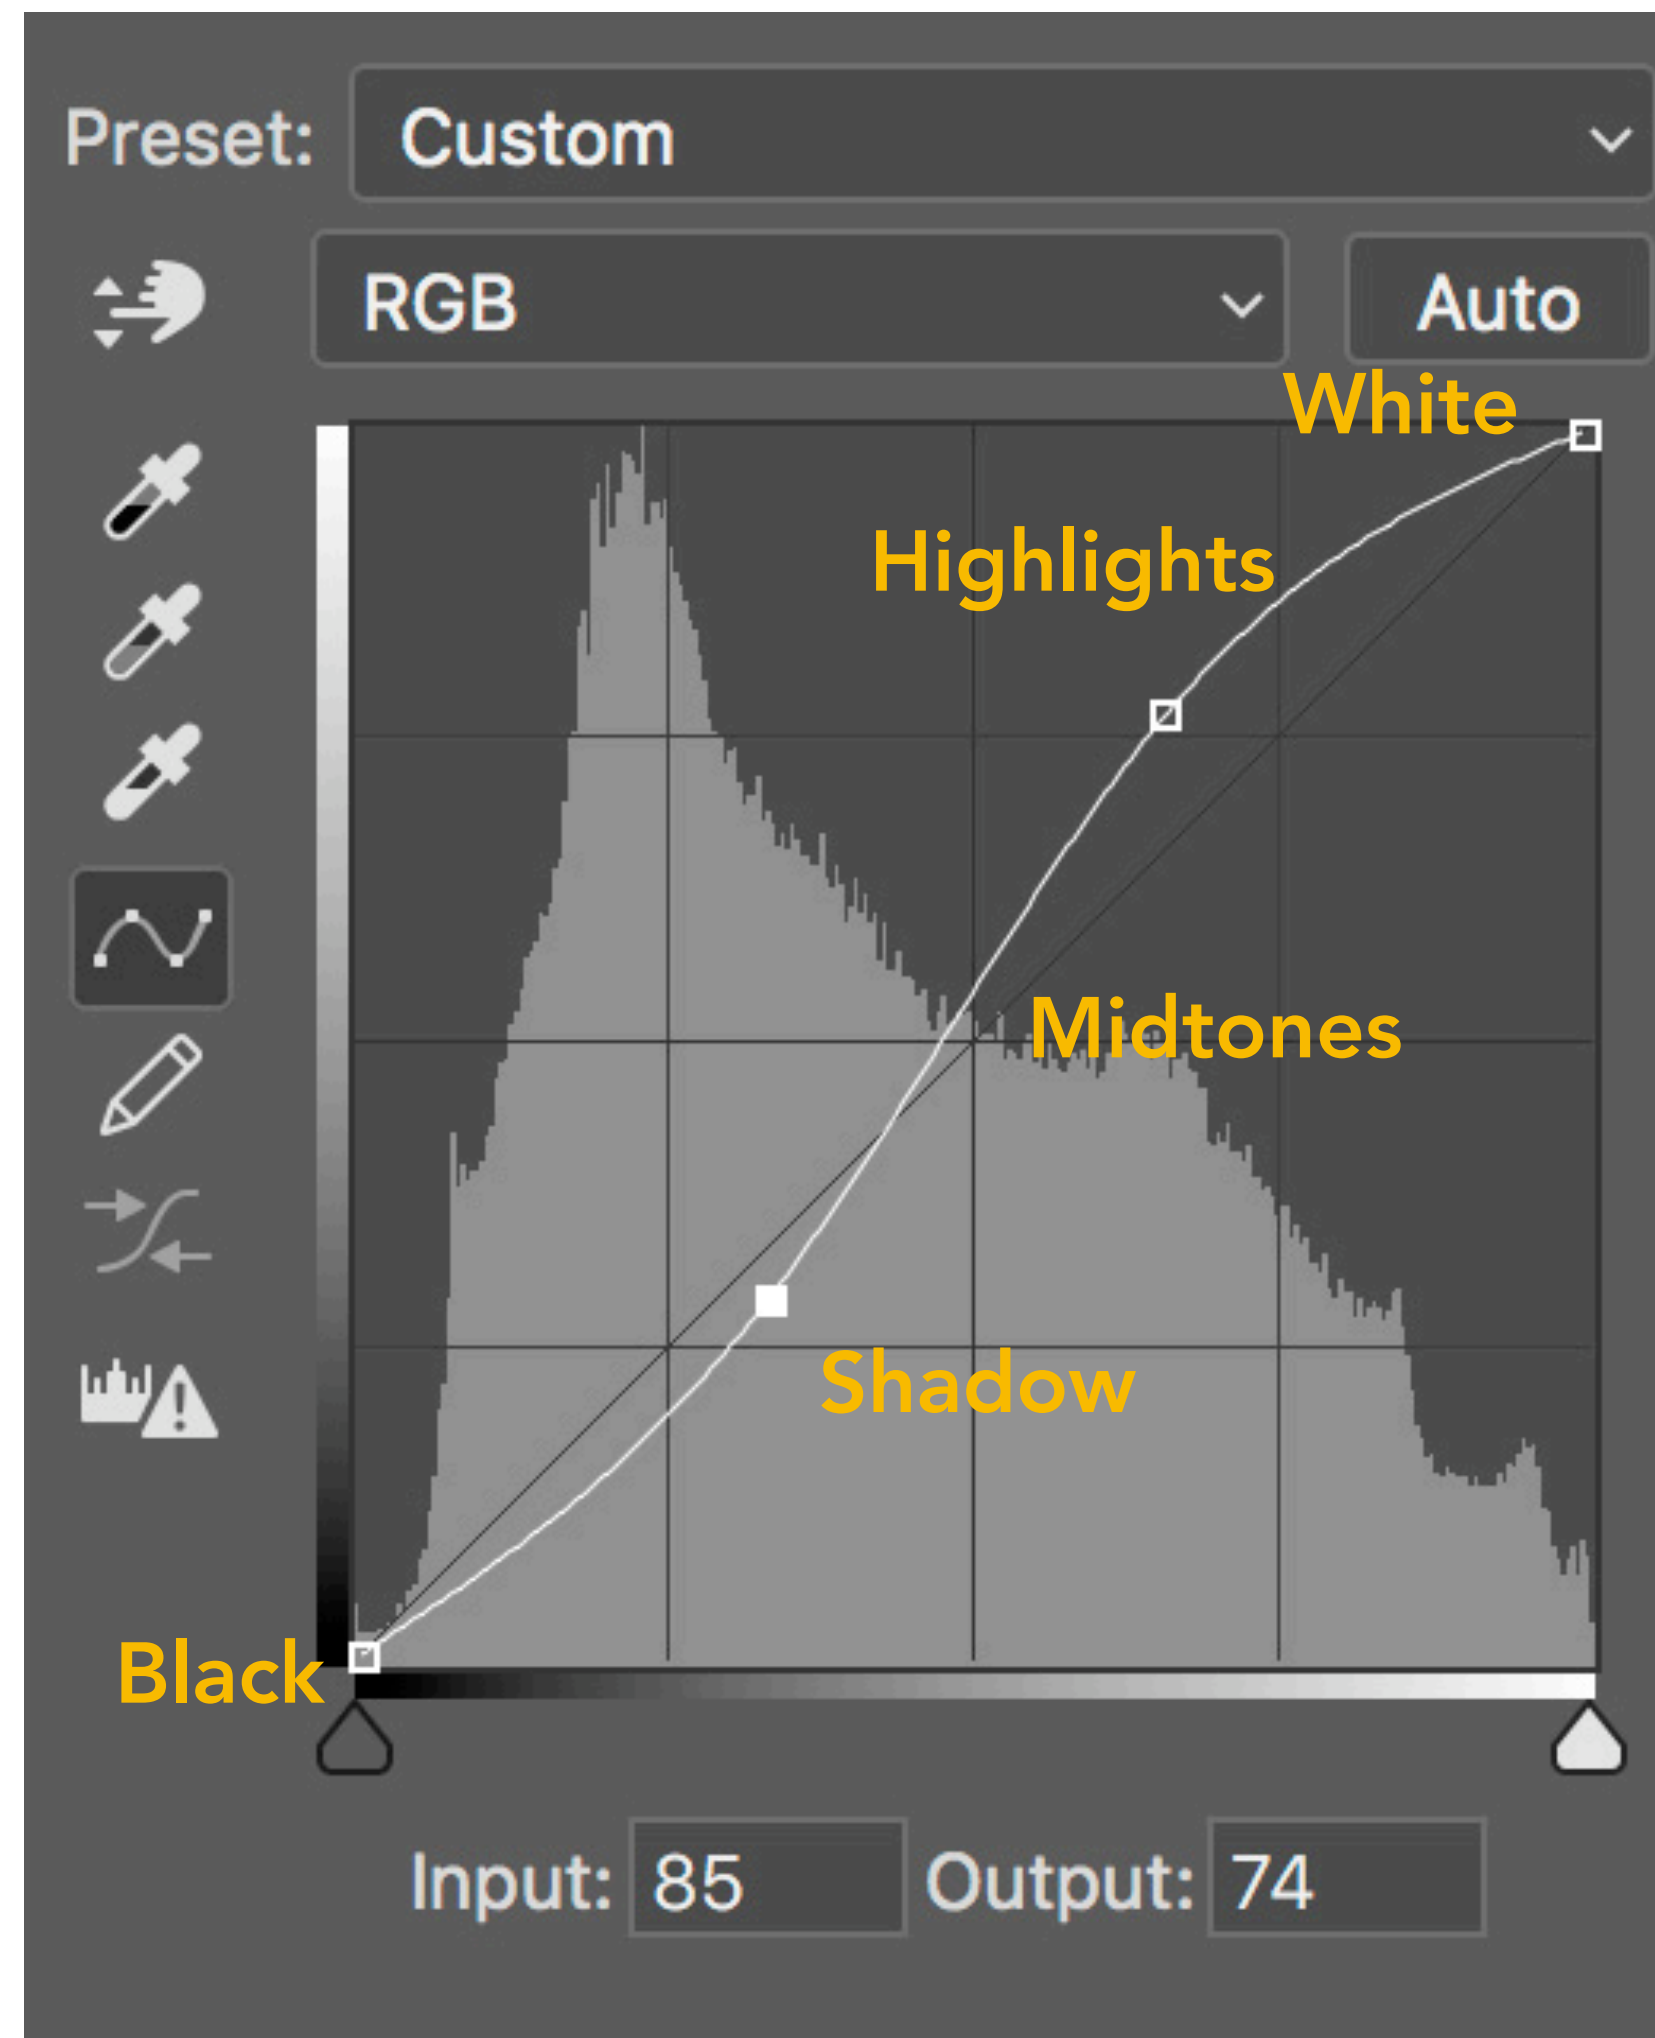 Preset: Custom
RGB Auto
White
Highlights
Midtones
Shadow
Black
Input: 85 Output: 74